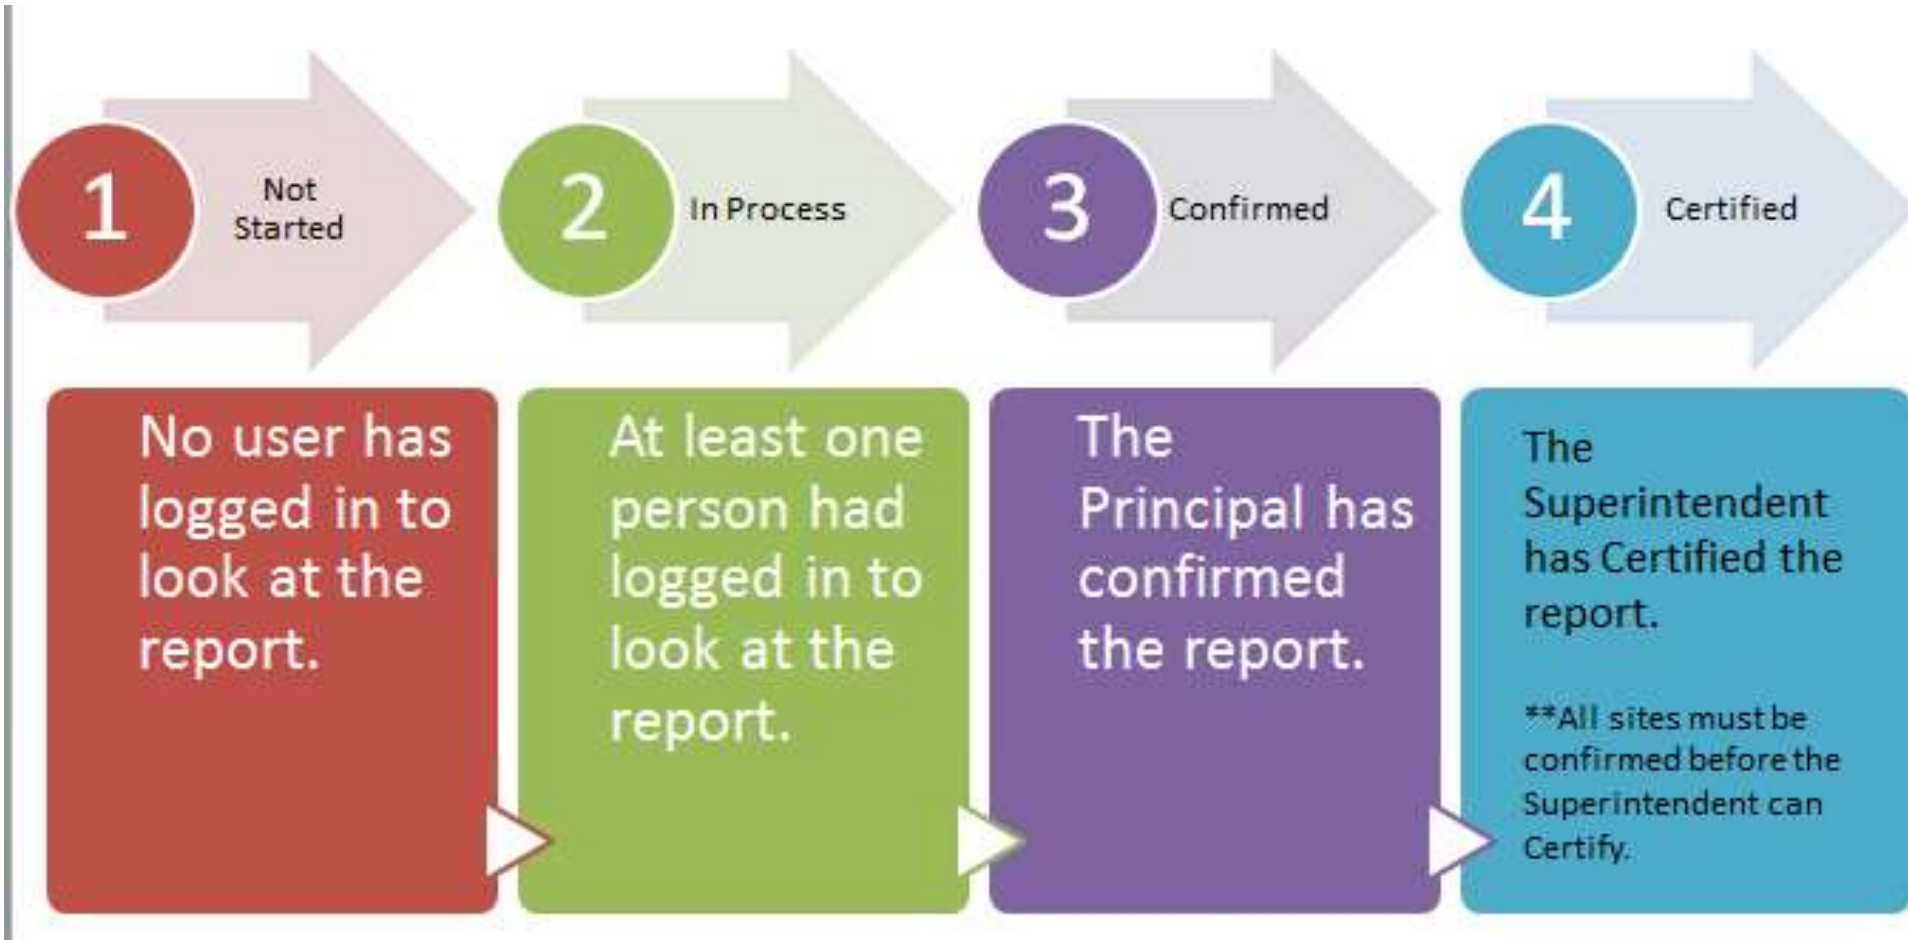 1
Not
Started
2
In Process
3
Confirmed
4
Certified
No user has
logged in to
look at the
report.
At least one
person had
logged in to
look at the
report.
The
Principal has
confirmed
the report.
The
Superintendent
has Certified the
report.
**All sites must be
confirmed before the
Superintendent can
Certify.